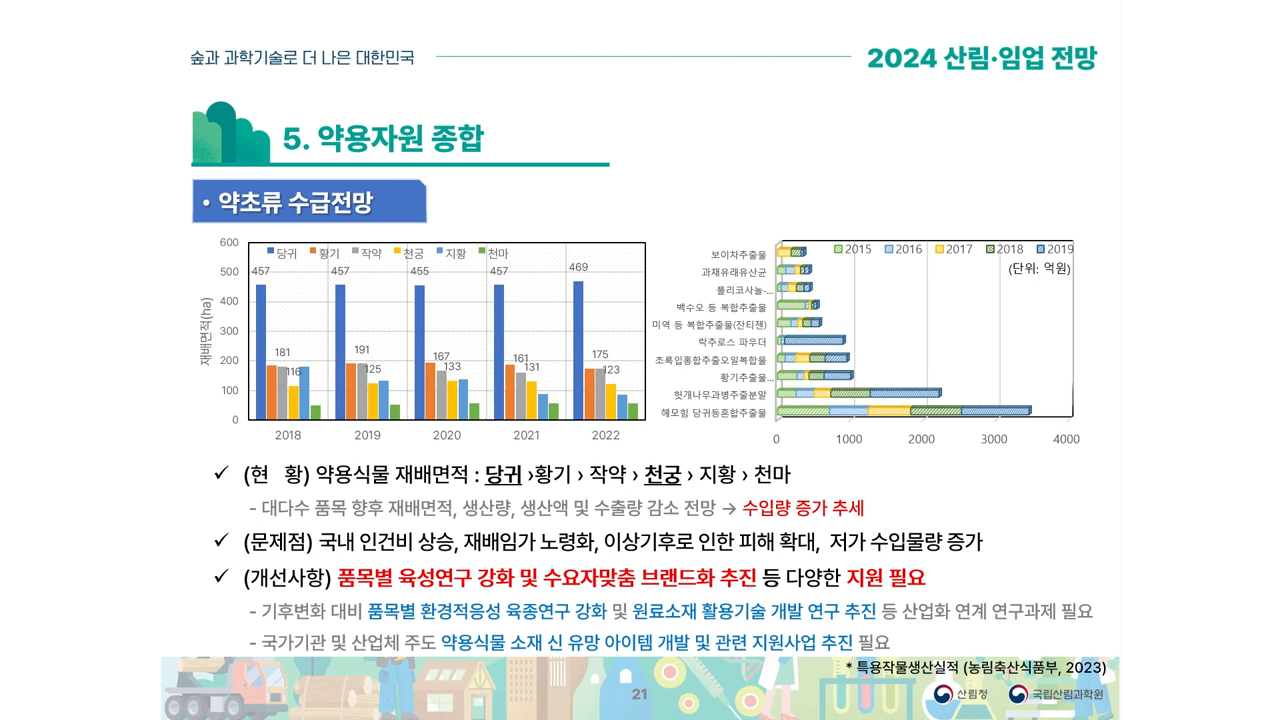 숲과 과학기술로 더 나은 대한민국
2024 산림·임업 전망
5. 약용자원 종합
• 약초류 수급전망
재배면적(ha)
600
500
400
300
200
100
0
당귀 황기 작약 천궁 지황 천마
457 457 455 457 469
181 191 167 161 175
116 125 133 131 123
2018 2019 2020 2021 2022
2015 2016 2017 2018 2019
(단위: 억원)
보이차추출물
과채유래유산균
폴리코사놀-...
백수오 등 복합추출물
미역 등 복합추출물(잔티젠)
락추로스 파우더
초록입홍합추출오일복합물
황기추출물...
헛개나무과병추출분말
헤모힘 당귀등혼합추출물
0 1000 2000 3000 4000
✓ (현 황) 약용식물 재배면적 : 당귀 ›황기 › 작약 › 천궁 › 지황 › 천마
- 대다수 품목 향후 재배면적, 생산량, 생산액 및 수출량 감소 전망 → 수입량 증가 추세
✓ (문제점) 국내 인건비 상승, 재배임가 노령화, 이상기후로 인한 피해 확대, 저가 수입물량 증가
✓ (개선사항) 품목별 육성연구 강화 및 수요자맞춤 브랜드화 추진 등 다양한 지원 필요
- 기후변화 대비 품목별 환경적응성 육종연구 강화 및 원료소재 활용기술 개발 연구 추진 등 산업화 연계 연구과제 필요
- 국가기관 및 산업체 주도 약용식물 소재 신 유망 아이템 개발 및 관련 지원사업 추진 필요
* 특용작물생산실적 (농림축산식품부, 2023)
21
산림청 국립산림과학원